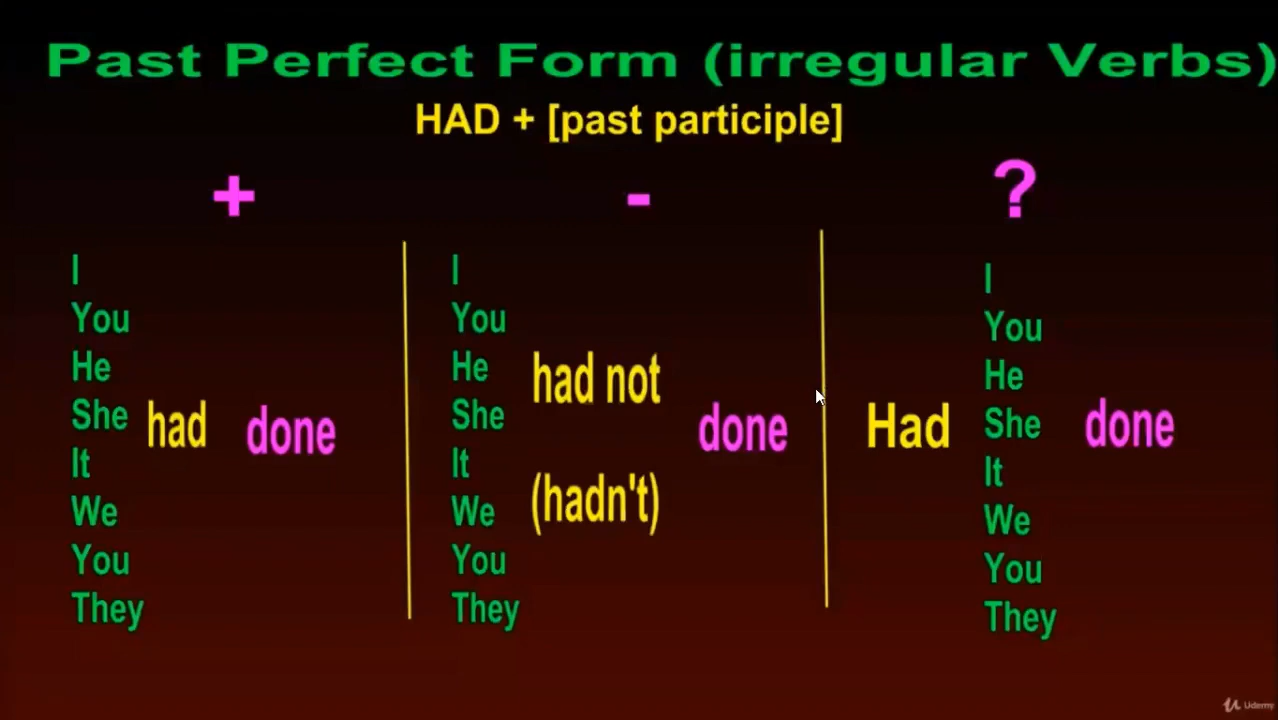 Past Perfect Form (irregular Verbs)
HAD + [past participle]
+
I
You
He
She
It
We
You
They
had
done
-
I
You
He
She
It
We
You
They
had not
(hadn't)
done
?
Had
I
You
He
She
It
We
You
They
done
Udemy